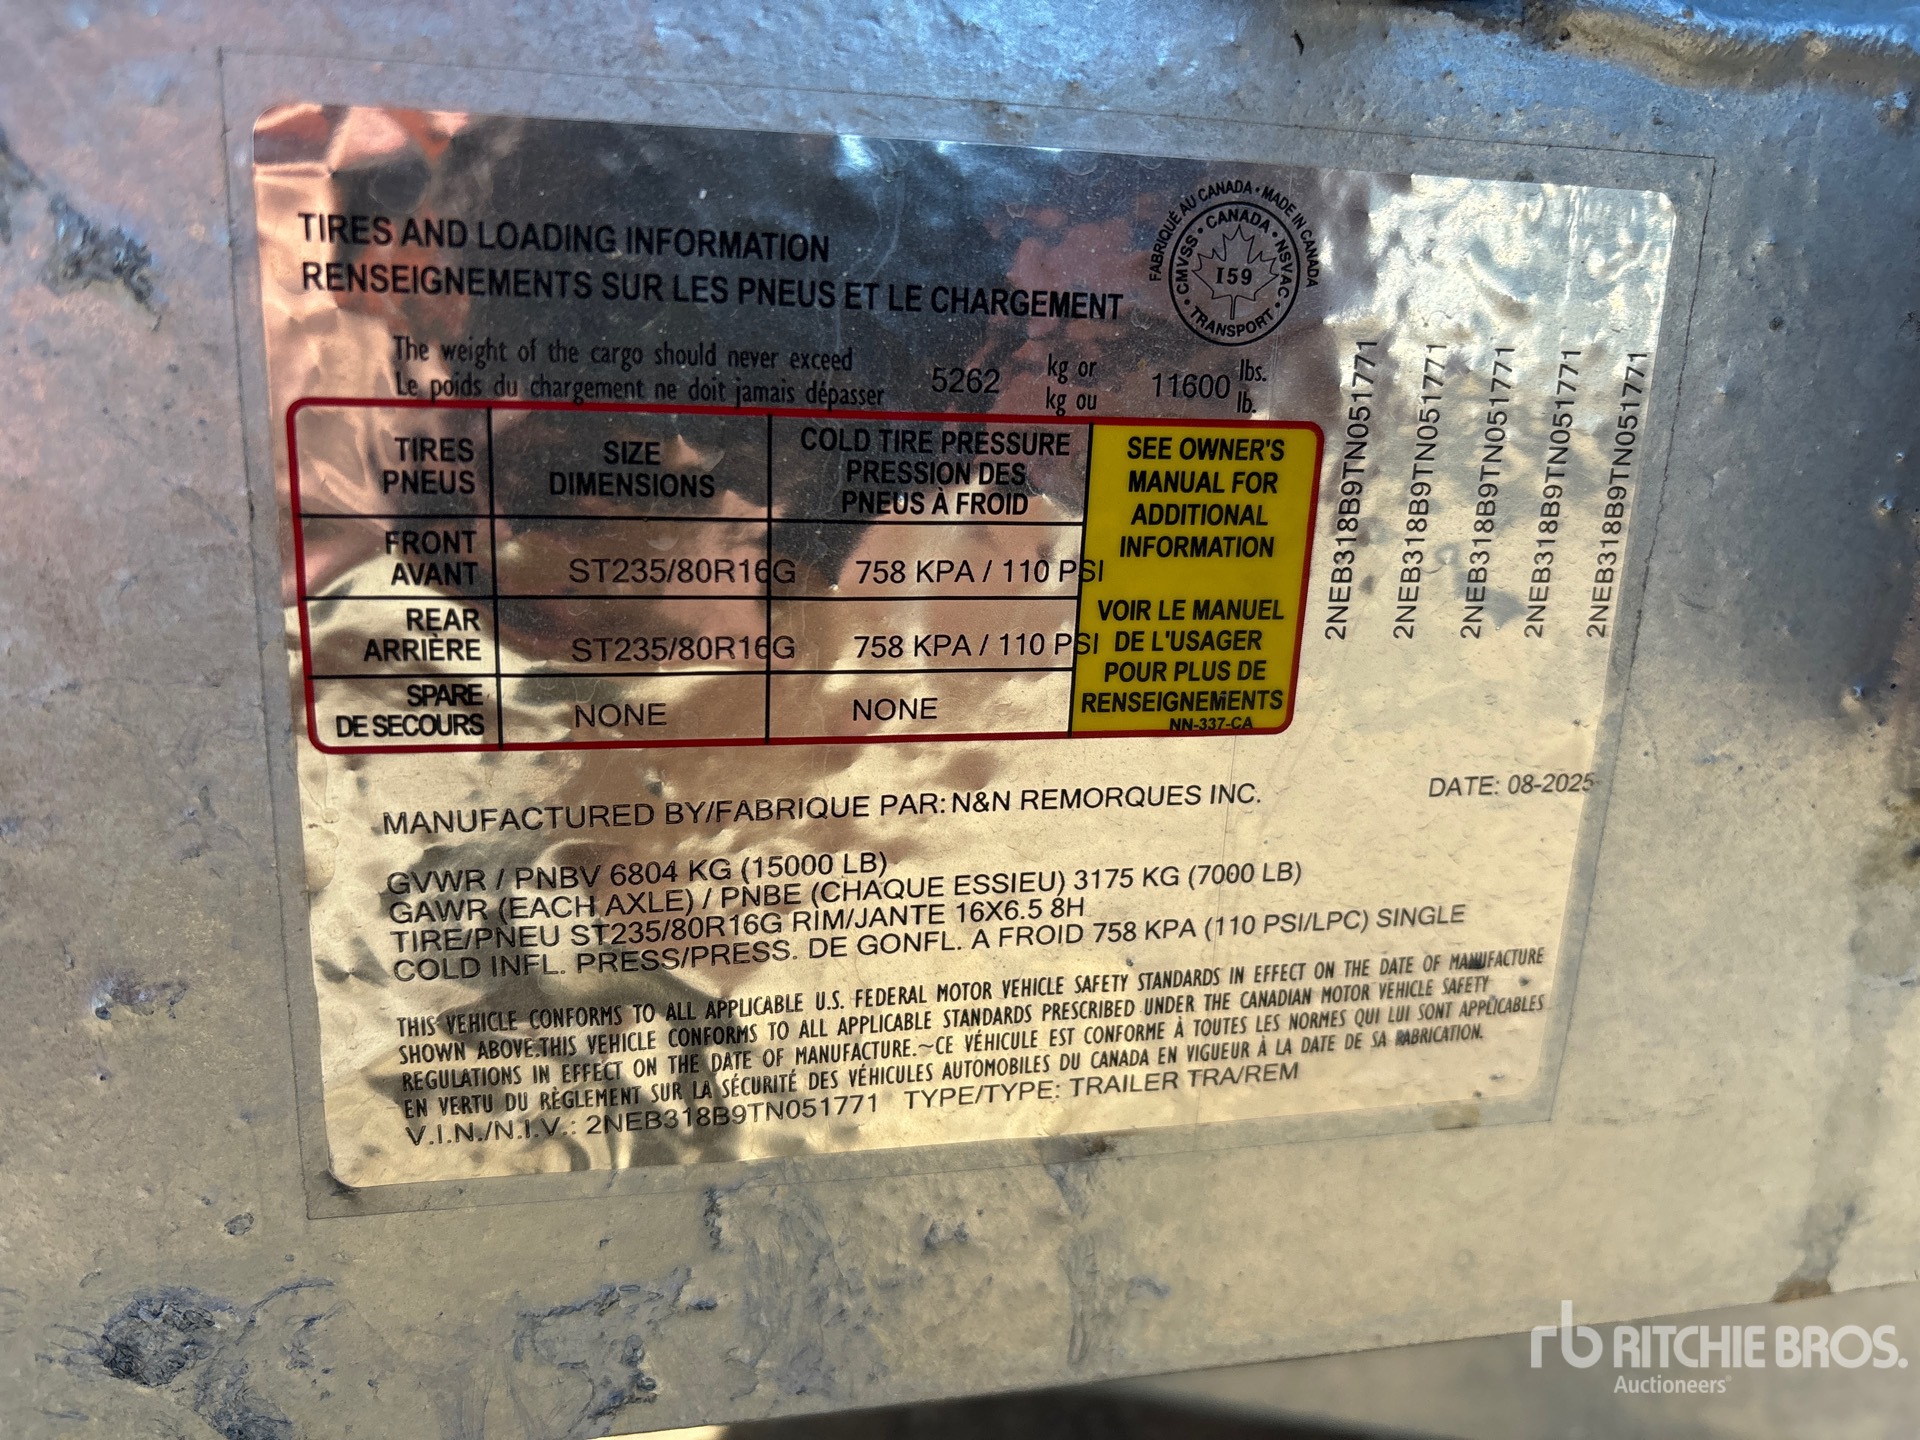 TIRES AND LOADING INFORMATION
RENSEIGNEMENTS SUR LES PNEUS ET LE CHARGEMENT
FABRIQUÉ AU CANADA • MADE IN CANADA
CMVSS • CANADA • NSVAC • TRANSPORT •
159
The weight of the cargo should never exceed
Le poids du chargement ne doit jamais dépasser
5262 kg or 11600 lbs.
kg ou lb.
TIRES SIZE COLD TIRE PRESSURE
PNEUS DIMENSIONS PRESSION DES
PNEUS À FROID
FRONT
AVANT ST235/80R16G 758 KPA / 110 PSI
REAR
ARRIÈRE ST235/80R16G 758 KPA / 110 PSI
SPARE
DE SECOURS NONE NONE
SEE OWNER'S
MANUAL FOR
ADDITIONAL
INFORMATION
VOIR LE MANUEL
DE L'USAGER
POUR PLUS DE
RENSEIGNEMENTS
NN-337-CA
2NEB318B9TN051771
2NEB318B9TN051771
2NEB318B9TN051771
2NEB318B9TN051771
2NEB318B9TN051771
MANUFACTURED BY/FABRIQUE PAR: N&N REMORQUES INC.
DATE: 08-2025
GVWR / PNBV 6804 KG (15000 LB)
GAWR (EACH AXLE) / PNBE (CHAQUE ESSIEU) 3175 KG (7000 LB)
TIRE/PNEU ST235/80R16G RIM/JANTE 16X6.5 8H
COLD INFL. PRESS/PRESS. DE GONFL. A FROID 758 KPA (110 PSI/LPC) SINGLE
THIS VEHICLE CONFORMS TO ALL APPLICABLE U.S. FEDERAL MOTOR VEHICLE SAFETY STANDARDS IN EFFECT ON THE DATE OF MANUFACTURE
SHOWN ABOVE.THIS VEHICLE CONFORMS TO ALL APPLICABLE STANDARDS PRESCRIBED UNDER THE CANADIAN MOTOR VEHICLE SAFETY
REGULATIONS IN EFFECT ON THE DATE OF MANUFACTURE.~CE VÉHICULE EST CONFORME À TOUTES LES NORMES QUI LUI SONT APPLICABLES
EN VERTU DU RÈGLEMENT SUR LA SÉCURITÉ DES VÉHICULES AUTOMOBILES DU CANADA EN VIGUEUR À LA DATE DE SA FABRICATION.
V.I.N./N.I.V.: 2NEB318B9TN051771 TYPE/TYPE: TRAILER TRA/REM
rb RITCHIE BROS.
Auctioneers